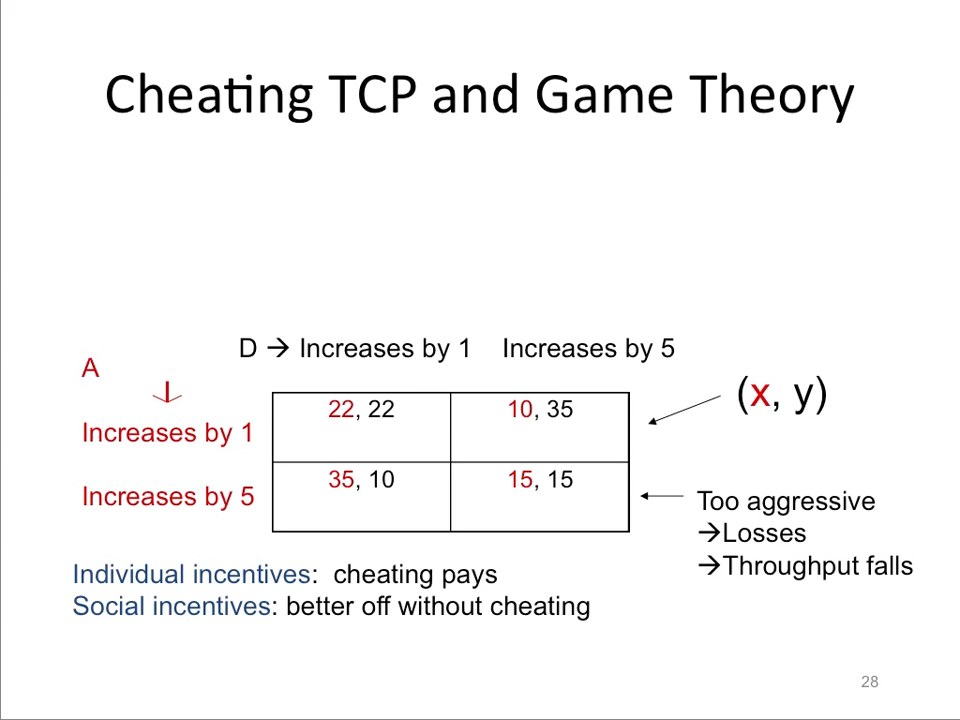 Cheating TCP and Game Theory
D → Increases by 1 Increases by 5
A
(x, y)
22, 22 10, 35
Increases by 1
35, 10 15, 15
Increases by 5
Too aggressive
→Losses
→Throughput falls
Individual incentives: cheating pays
Social incentives: better off without cheating
28